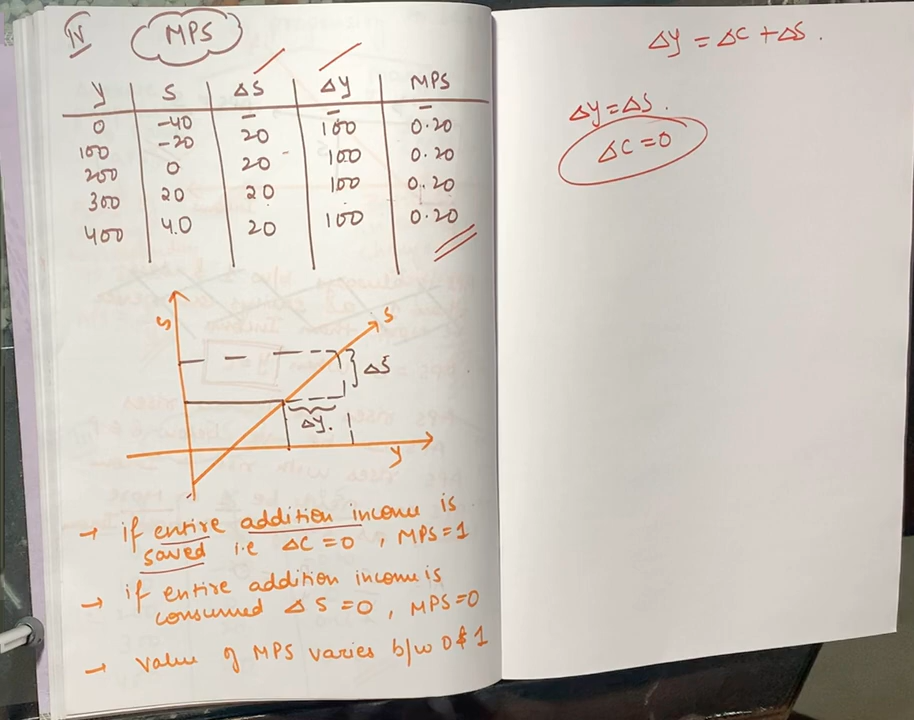 iv MPS
Y S ΔS ΔY MPS
0 -40 - - -
100 -20 20 100 0.20
200 0 20 100 0.20
300 20 20 100 0.20
400 40 20 100 0.20
S
S
ΔS
ΔY.
Y
→ if entire addition income is
saved i.e ΔC = 0 , MPS = 1
→ if entire addition income is
consumed ΔS = 0 , MPS = 0
→ value of MPS varies b/w 0 & 1
ΔY = ΔC + ΔS .
ΔY = ΔS .
ΔC = 0